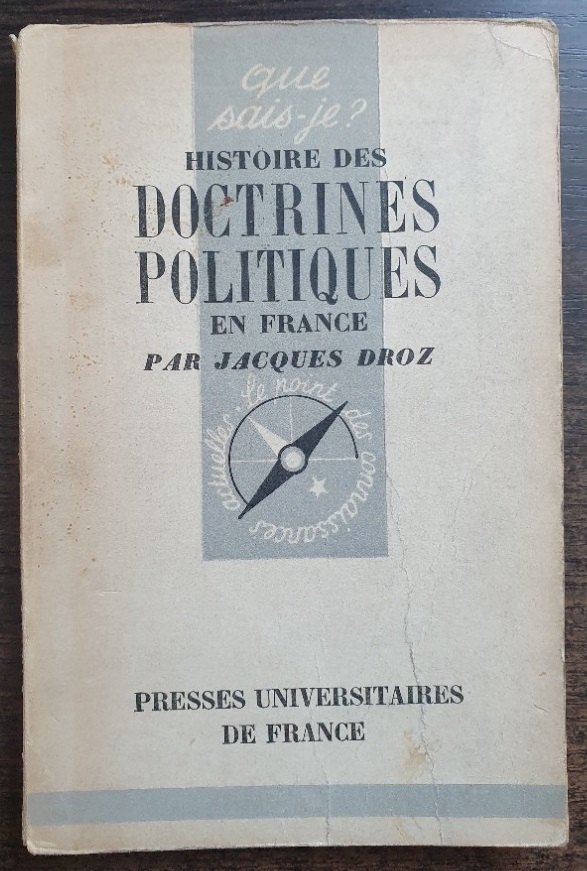 que
sais-je?
HISTOIRE DES
DOCTRINES
POLITIQUES
EN FRANCE
PAR JACQUES DROZ
le point des connaissances actuelles.
PRESSES UNIVERSITAIRES
DE FRANCE